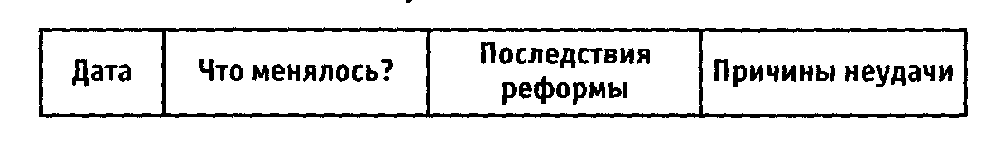 Дата
Что менялось?
Последствия
реформы
Причины неудачи